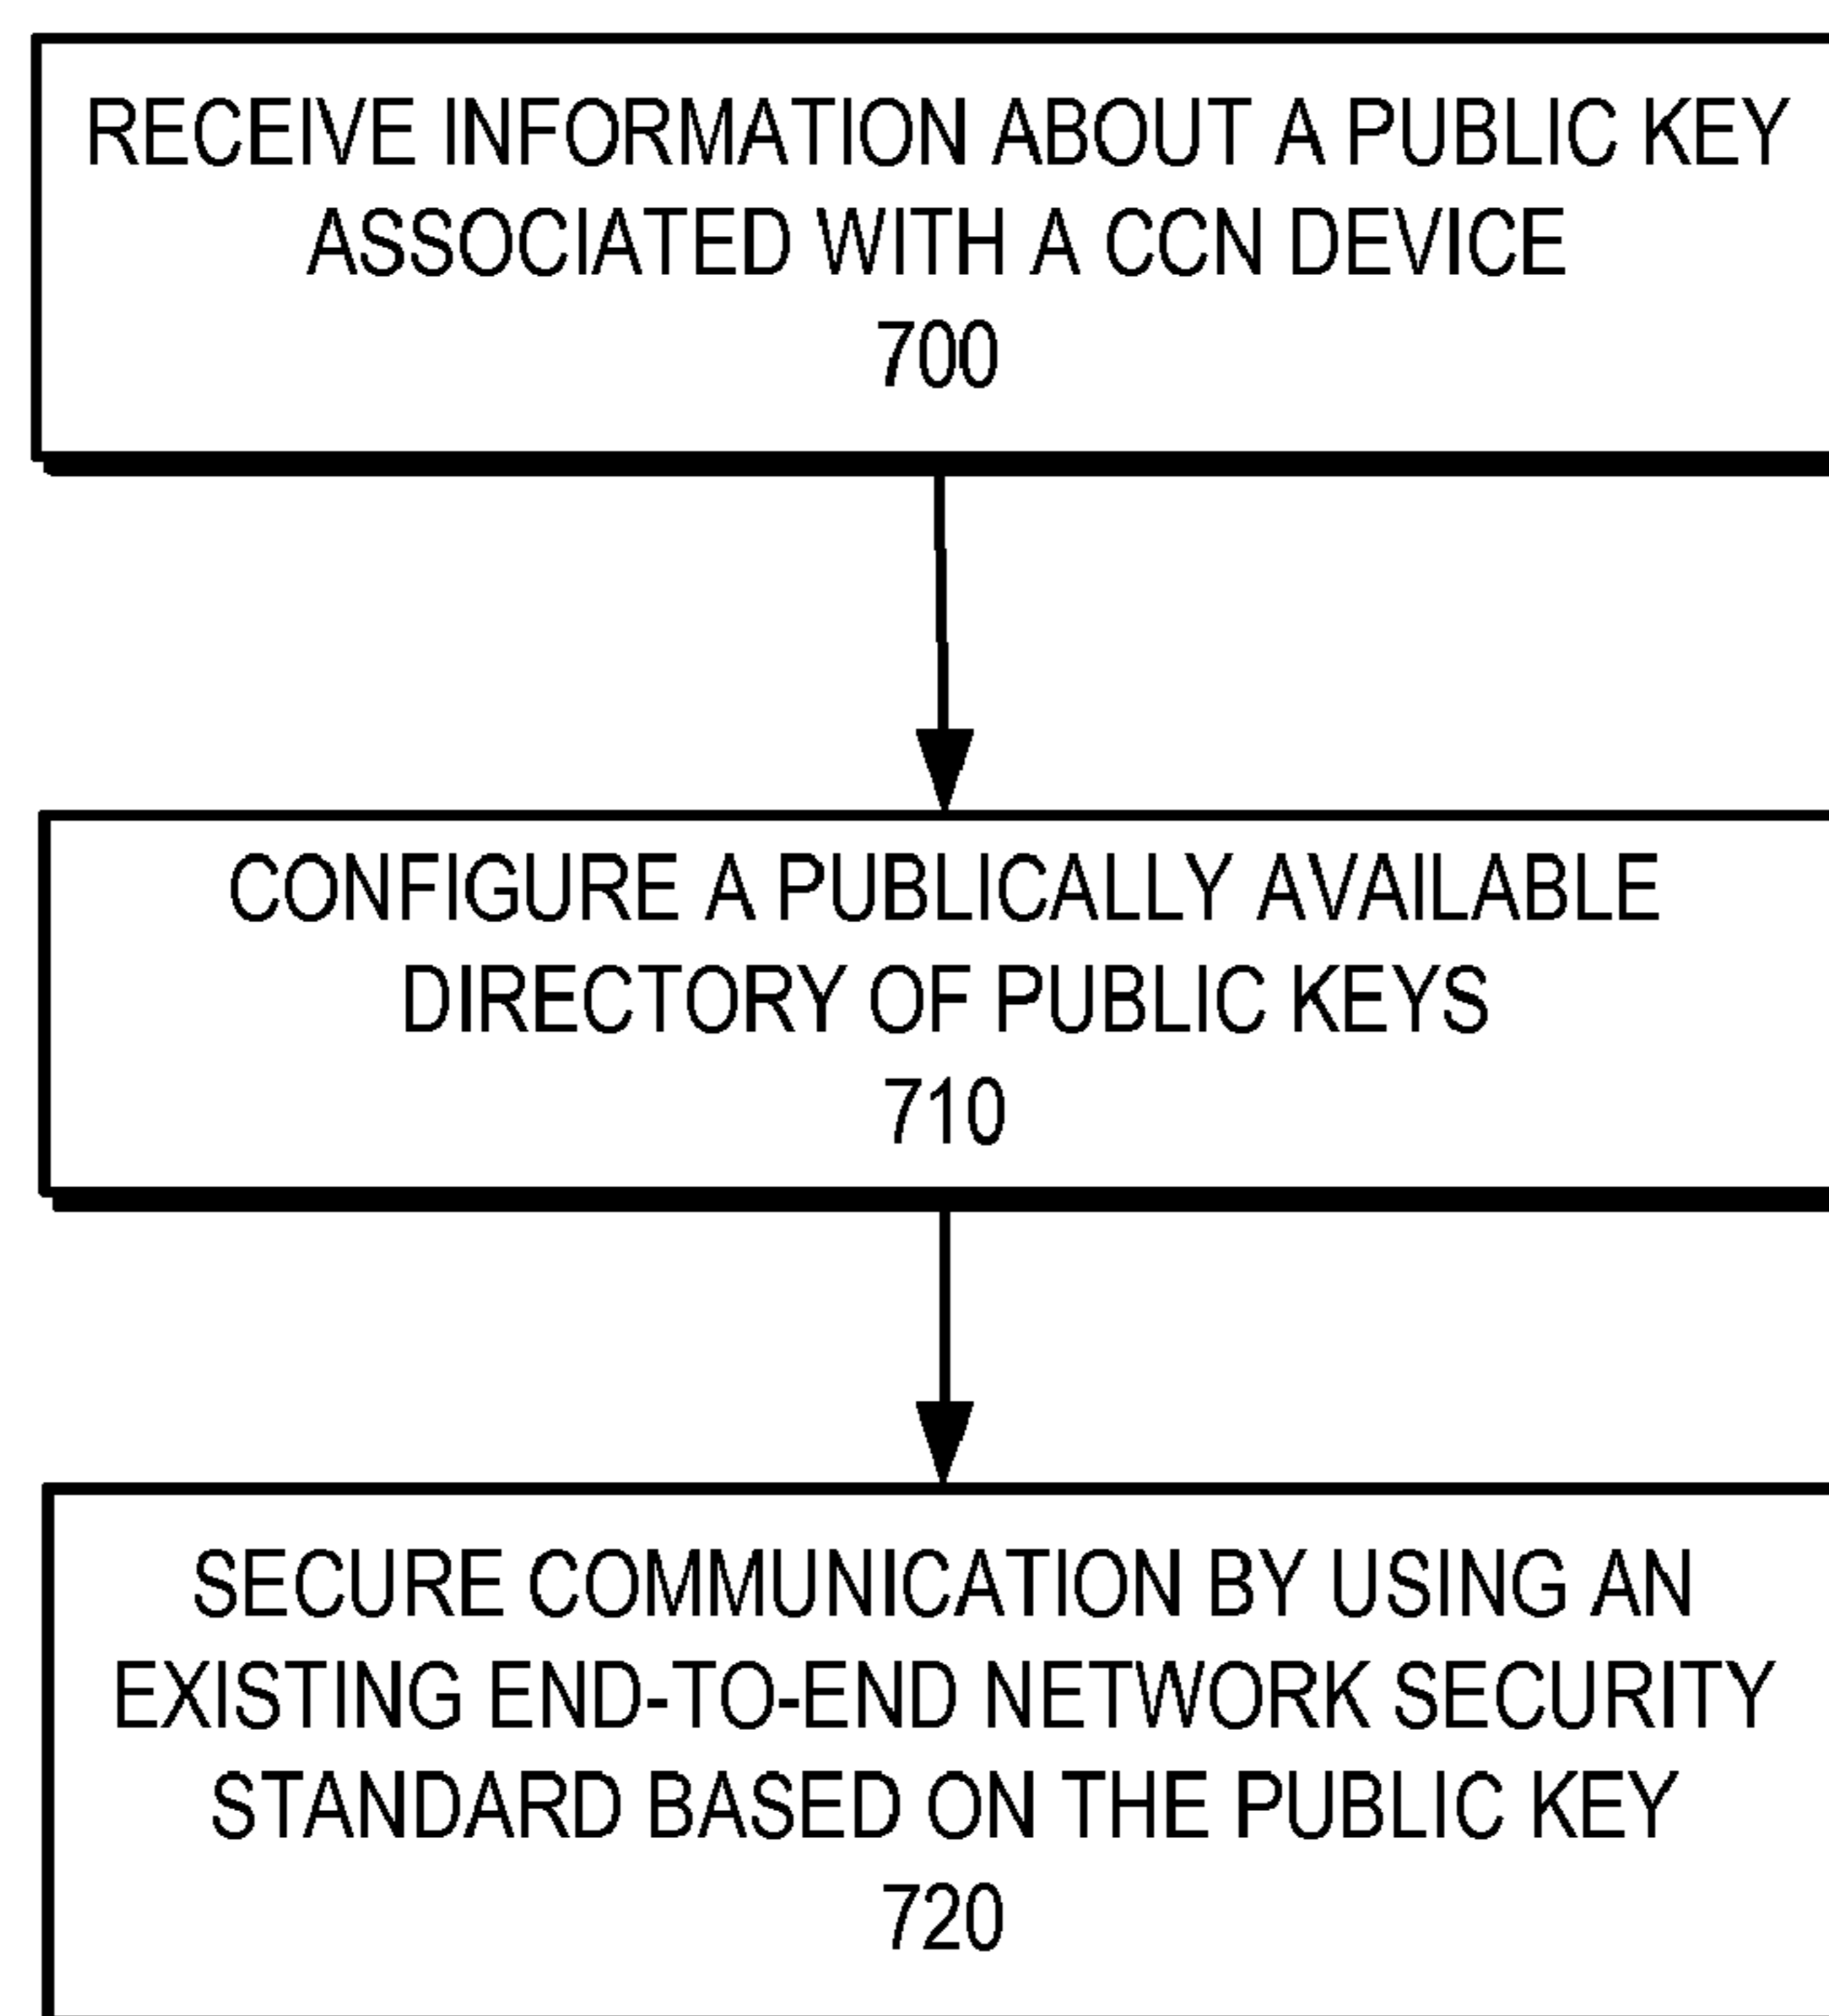 RECEIVE INFORMATION ABOUT A PUBLIC KEY
ASSOCIATED WITH A CCN DEVICE
700
CONFIGURE A PUBLICALLY AVAILABLE
DIRECTORY OF PUBLIC KEYS
710
SECURE COMMUNICATION BY USING AN
EXISTING END-TO-END NETWORK SECURITY
STANDARD BASED ON THE PUBLIC KEY
720